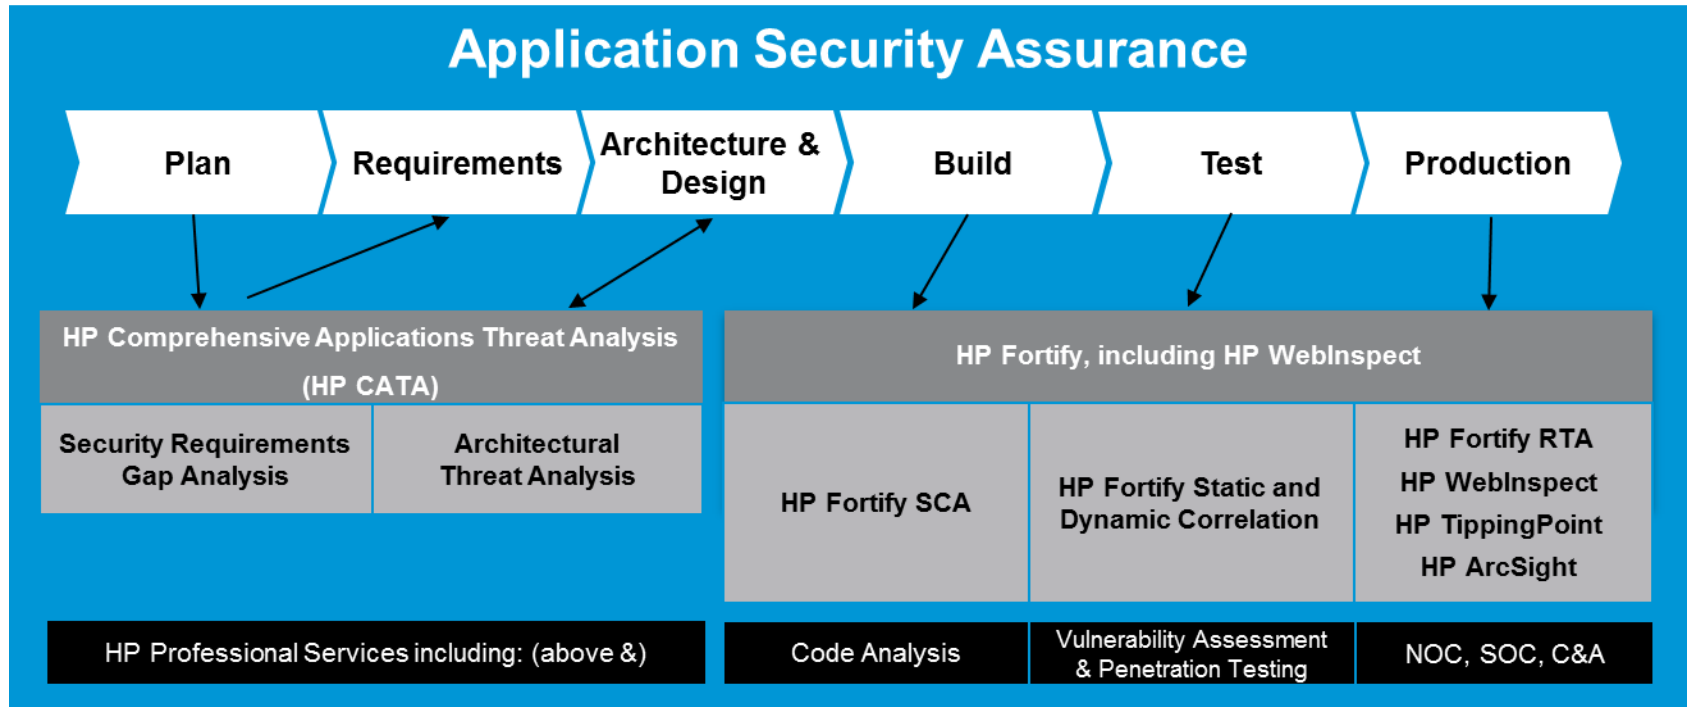 Application Security Assurance
Plan
Requirements
Architecture &
Design
Build
Test
Production
HP Comprehensive Applications Threat Analysis
(HP CATA)
Security Requirements
Gap Analysis
Architectural
Threat Analysis
HP Fortify, including HP WebInspect
HP Fortify SCA
HP Fortify Static and
Dynamic Correlation
HP Fortify RTA
HP WebInspect
HP TippingPoint
HP ArcSight
HP Professional Services including: (above &)
Code Analysis
Vulnerability Assessment
& Penetration Testing
NOC, SOC, C&A